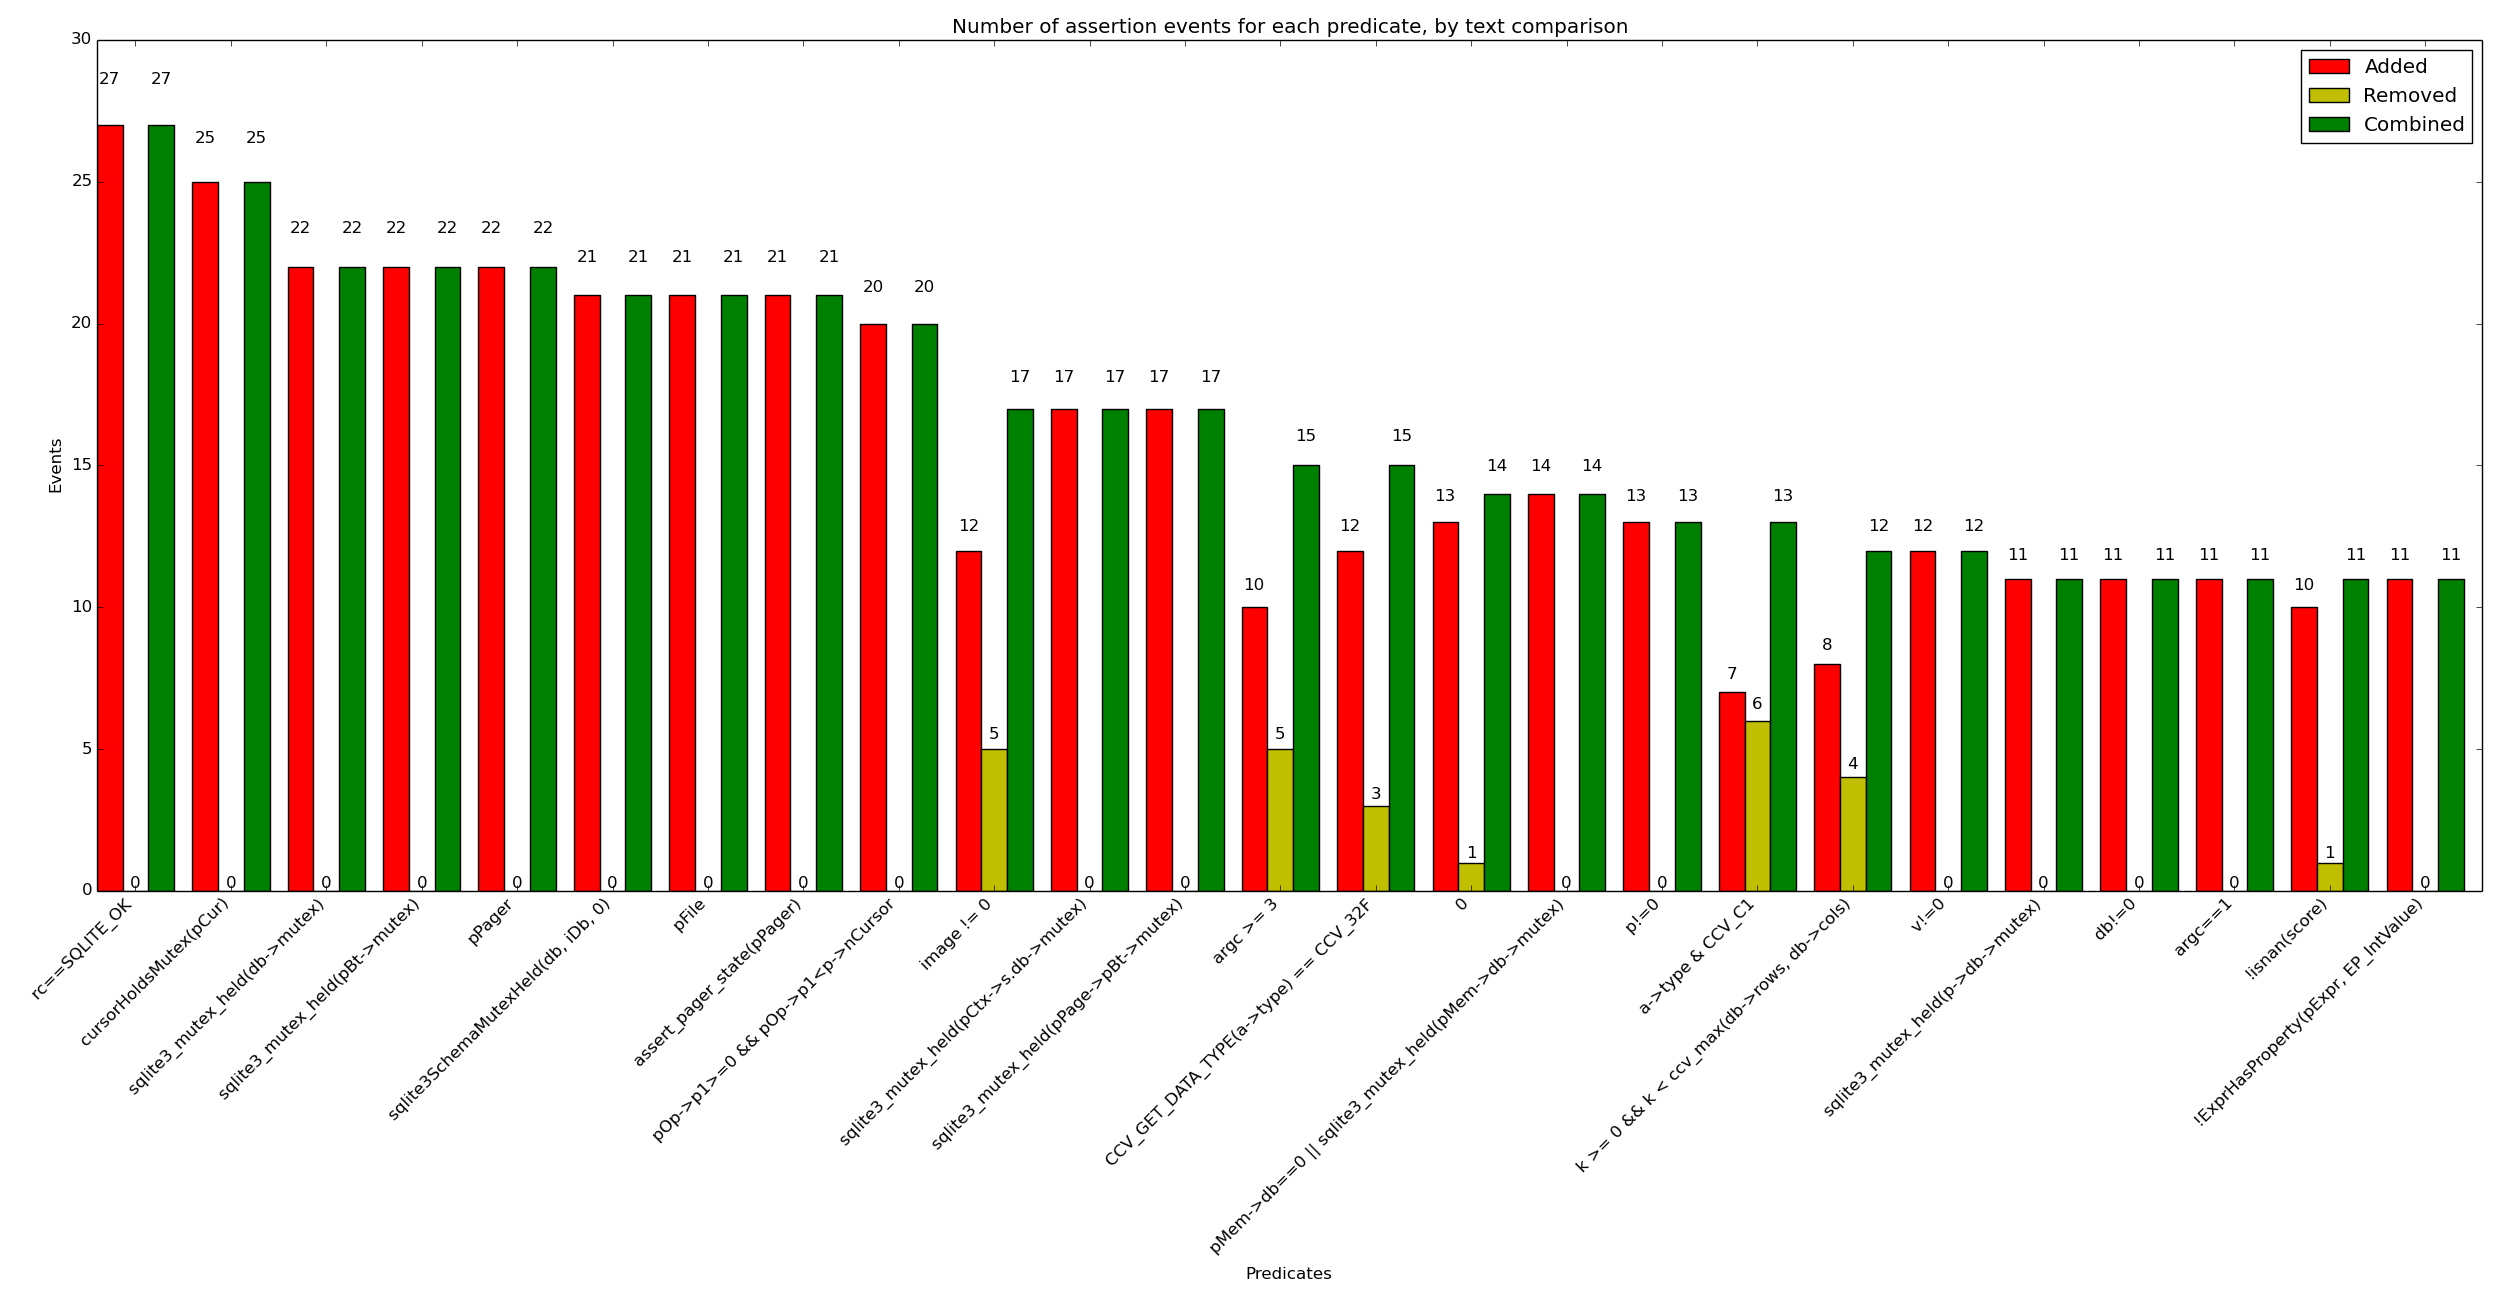 Number of assertion events for each predicate, by text comparison
30
25
20
15
10
5
0
Events
Added
Removed
Combined
27 0 27
25 0 25
22 0 22
22 0 22
22 0 22
21 0 21
21 0 21
21 0 21
20 0 20
12 5 17
17 0 17
17 0 17
10 5 15
12 3 15
13 1 14
14 0 14
13 0 13
7 6 13
8 4 12
12 0 12
11 0 11
11 0 11
11 0 11
10 1 11
11 0 11
rc==SQLITE_OK
cursorHoldsMutex(pCur)
sqlite3_mutex_held(db->mutex)
sqlite3_mutex_held(pBt->mutex)
pPager
sqlite3SchemaMutexHeld(db, iDb, 0)
pFile
assert_pager_state(pPager)
pOp->p1>=0 && pOp->p1<p->nCursor
image != 0
sqlite3_mutex_held(pCtx->s.db->mutex)
sqlite3_mutex_held(pPage->pBt->mutex)
argc >= 3
CCV_GET_DATA_TYPE(a->type) == CCV_32F
0
pMem->db==0 || sqlite3_mutex_held(pMem->db->mutex)
p!=0
a->type & CCV_C1
k >= 0 && k < ccv_max(db->rows, db->cols)
v!=0
sqlite3_mutex_held(p->db->mutex)
db!=0
argc==1
!isnan(score)
!ExprHasProperty(pExpr, EP_IntValue)
Predicates